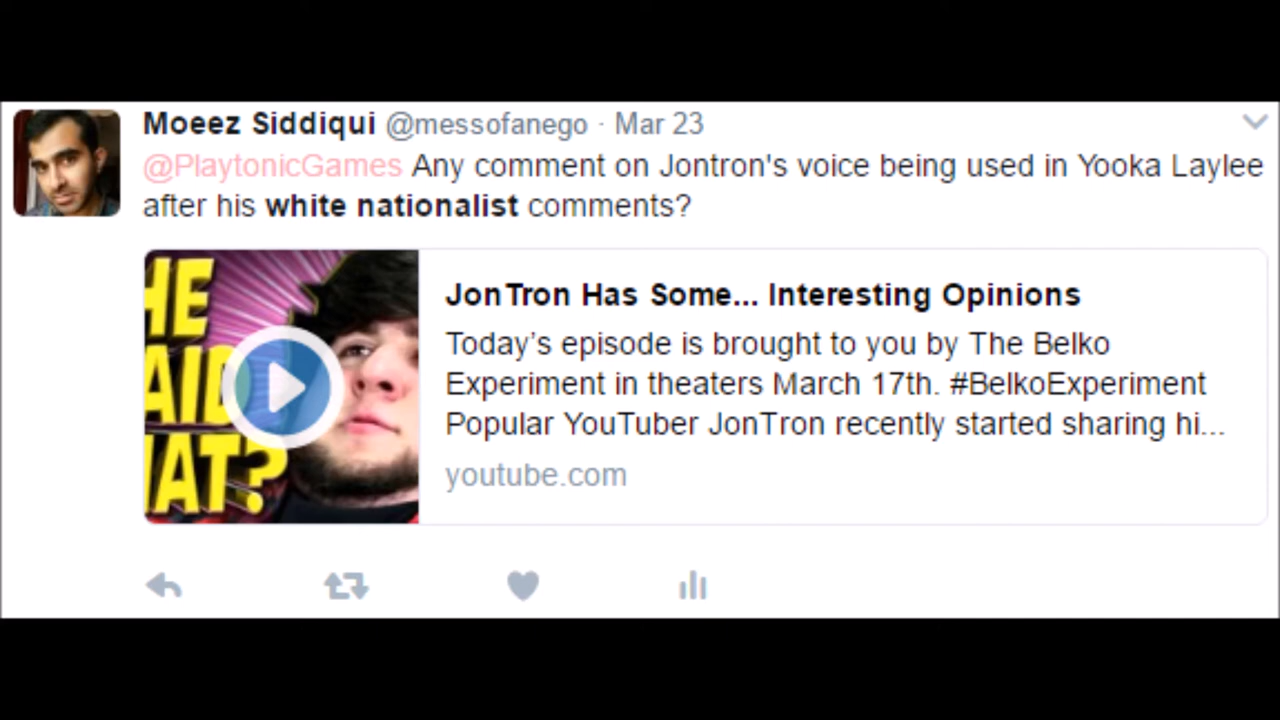 Moeez Siddiqui @messofanego · Mar 23
@PlaytonicGames Any comment on Jontron's voice being used in Yooka Laylee
after his white nationalist comments?
HE
AID
HAT?
JonTron Has Some... Interesting Opinions
Today’s episode is brought to you by The Belko
Experiment in theaters March 17th. #BelkoExperiment
Popular YouTuber JonTron recently started sharing hi...
youtube.com